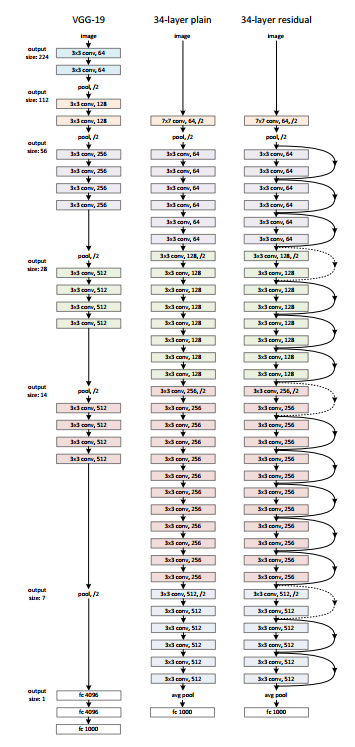 VGG-19
34-layer plain
34-layer residual
output
size: 224
image
3x3 conv, 64
3x3 conv, 64
output
size: 112
pool, /2
3x3 conv, 128
3x3 conv, 128
output
size: 56
pool, /2
3x3 conv, 256
3x3 conv, 256
3x3 conv, 256
3x3 conv, 256
output
size: 28
pool, /2
3x3 conv, 512
3x3 conv, 512
3x3 conv, 512
3x3 conv, 512
output
size: 14
pool, /2
3x3 conv, 512
3x3 conv, 512
3x3 conv, 512
3x3 conv, 512
output
size: 7
pool, /2
output
size: 1
fc 4096
fc 4096
fc 1000
image
7x7 conv, 64, /2
pool, /2
3x3 conv, 64
3x3 conv, 64
3x3 conv, 64
3x3 conv, 64
3x3 conv, 64
3x3 conv, 64
3x3 conv, 128, /2
3x3 conv, 128
3x3 conv, 128
3x3 conv, 128
3x3 conv, 128
3x3 conv, 128
3x3 conv, 128
3x3 conv, 128
3x3 conv, 256, /2
3x3 conv, 256
3x3 conv, 256
3x3 conv, 256
3x3 conv, 256
3x3 conv, 256
3x3 conv, 256
3x3 conv, 256
3x3 conv, 256
3x3 conv, 256
3x3 conv, 256
3x3 conv, 256
3x3 conv, 512, /2
3x3 conv, 512
3x3 conv, 512
3x3 conv, 512
3x3 conv, 512
3x3 conv, 512
avg pool
fc 1000
image
7x7 conv, 64, /2
pool, /2
3x3 conv, 64
3x3 conv, 64
3x3 conv, 64
3x3 conv, 64
3x3 conv, 64
3x3 conv, 64
3x3 conv, 128, /2
3x3 conv, 128
3x3 conv, 128
3x3 conv, 128
3x3 conv, 128
3x3 conv, 128
3x3 conv, 128
3x3 conv, 128
3x3 conv, 256, /2
3x3 conv, 256
3x3 conv, 256
3x3 conv, 256
3x3 conv, 256
3x3 conv, 256
3x3 conv, 256
3x3 conv, 256
3x3 conv, 256
3x3 conv, 256
3x3 conv, 256
3x3 conv, 256
3x3 conv, 512, /2
3x3 conv, 512
3x3 conv, 512
3x3 conv, 512
3x3 conv, 512
3x3 conv, 512
avg pool
fc 1000